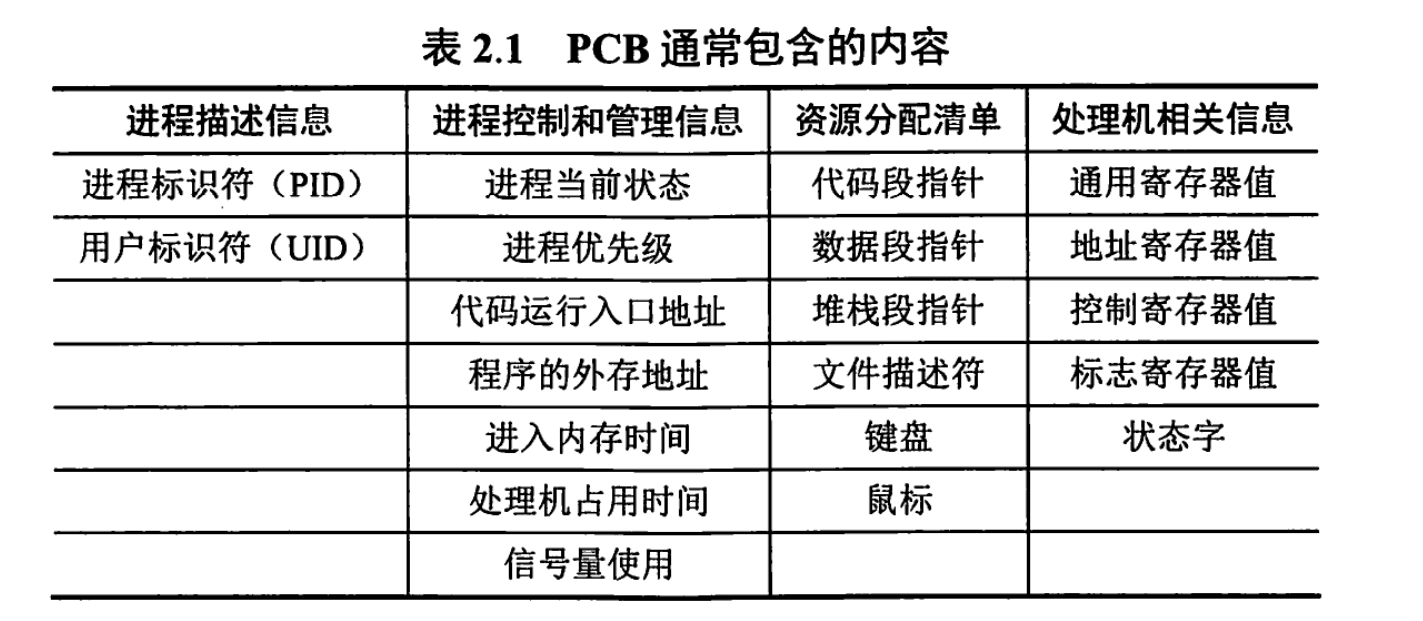 表 2.1 PCB 通常包含的内容
进程描述信息 进程控制和管理信息 资源分配清单 处理机相关信息
进程标识符（PID） 进程当前状态 代码段指针 通用寄存器值
用户标识符（UID） 进程优先级 数据段指针 地址寄存器值
代码运行入口地址 堆栈段指针 控制寄存器值
程序的外存地址 文件描述符 标志寄存器值
进入内存时间 键盘 状态字
处理机占用时间 鼠标
信号量使用